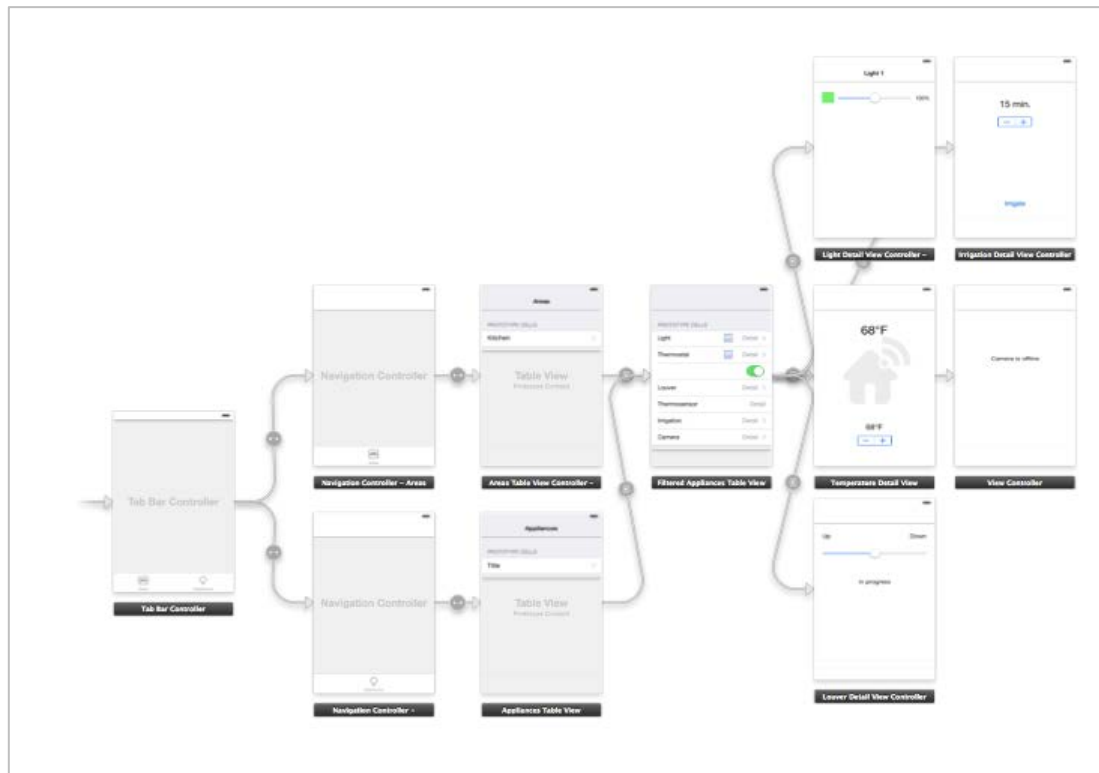 Tab Bar Controller
Tab Bar Controller
Navigation Controller
Navigation Controller - Areas
Navigation Controller
Navigation Controller -
Areas
PROTOTYPE CELLS
Kitchen
Table View
Prototype Content
Areas Table View Controller -
Appliances
PROTOTYPE CELLS
Title
Table View
Prototype Content
Appliances Table View
PROTOTYPE CELLS
Light Detail
Thermostat Detail
Louver Detail
Thermosensor Detail
Irrigation Detail
Camera Detail
Filtered Appliances Table View
Light 1
100%
Light Detail View Controller -
15 min.
- +
Irrigate
Irrigation Detail View Controller
68°F
68°F
- +
Temperature Detail View
Camera is offline
View Controller
Up Down
In progress
Louver Detail View Controller